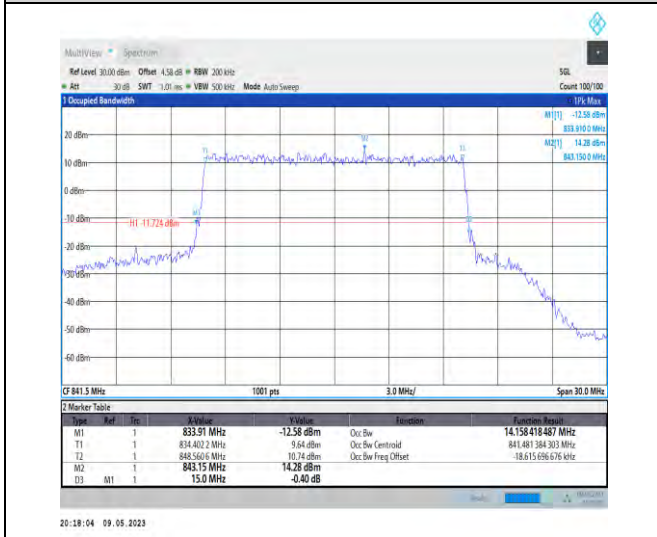 MultiView Spectrum
Ref Level 30.00 dBm Offset 4.58 dB RBW 200 kHz SGL
Att 30 dB SWT 1.01 ms VBW 500 kHz Mode Auto Sweep Count 100/100
1 Occupied Bandwidth 1Pk Max
M1[1] -12.58 dBm
833.910 0 MHz
M2[1] 14.28 dBm
843.150 0 MHz
20 dBm
M2
T1
10 dBm
0 dBm
-10 dBm
M1
H1 -11.724 dBm
-20 dBm
-30 dBm
-40 dBm
-50 dBm
-60 dBm
CF 841.5 MHz 1001 pts 3.0 MHz/ Span 30.0 MHz
2 Marker Table
Type Ref Trc X-Value Y-Value Function Function Result
M1 1 833.91 MHz -12.58 dBm Occ Bw 14.158 418 487 MHz
T1 1 834.402 2 MHz 9.64 dBm Occ Bw Centroid 841.481 384 303 MHz
T2 1 848.560 6 MHz 10.74 dBm Occ Bw Freq Offset -18.615 696 676 kHz
M2 1 843.15 MHz 14.28 dBm
D3 M1 1 15.0 MHz -0.40 dB
20:18:04 09.05.2023